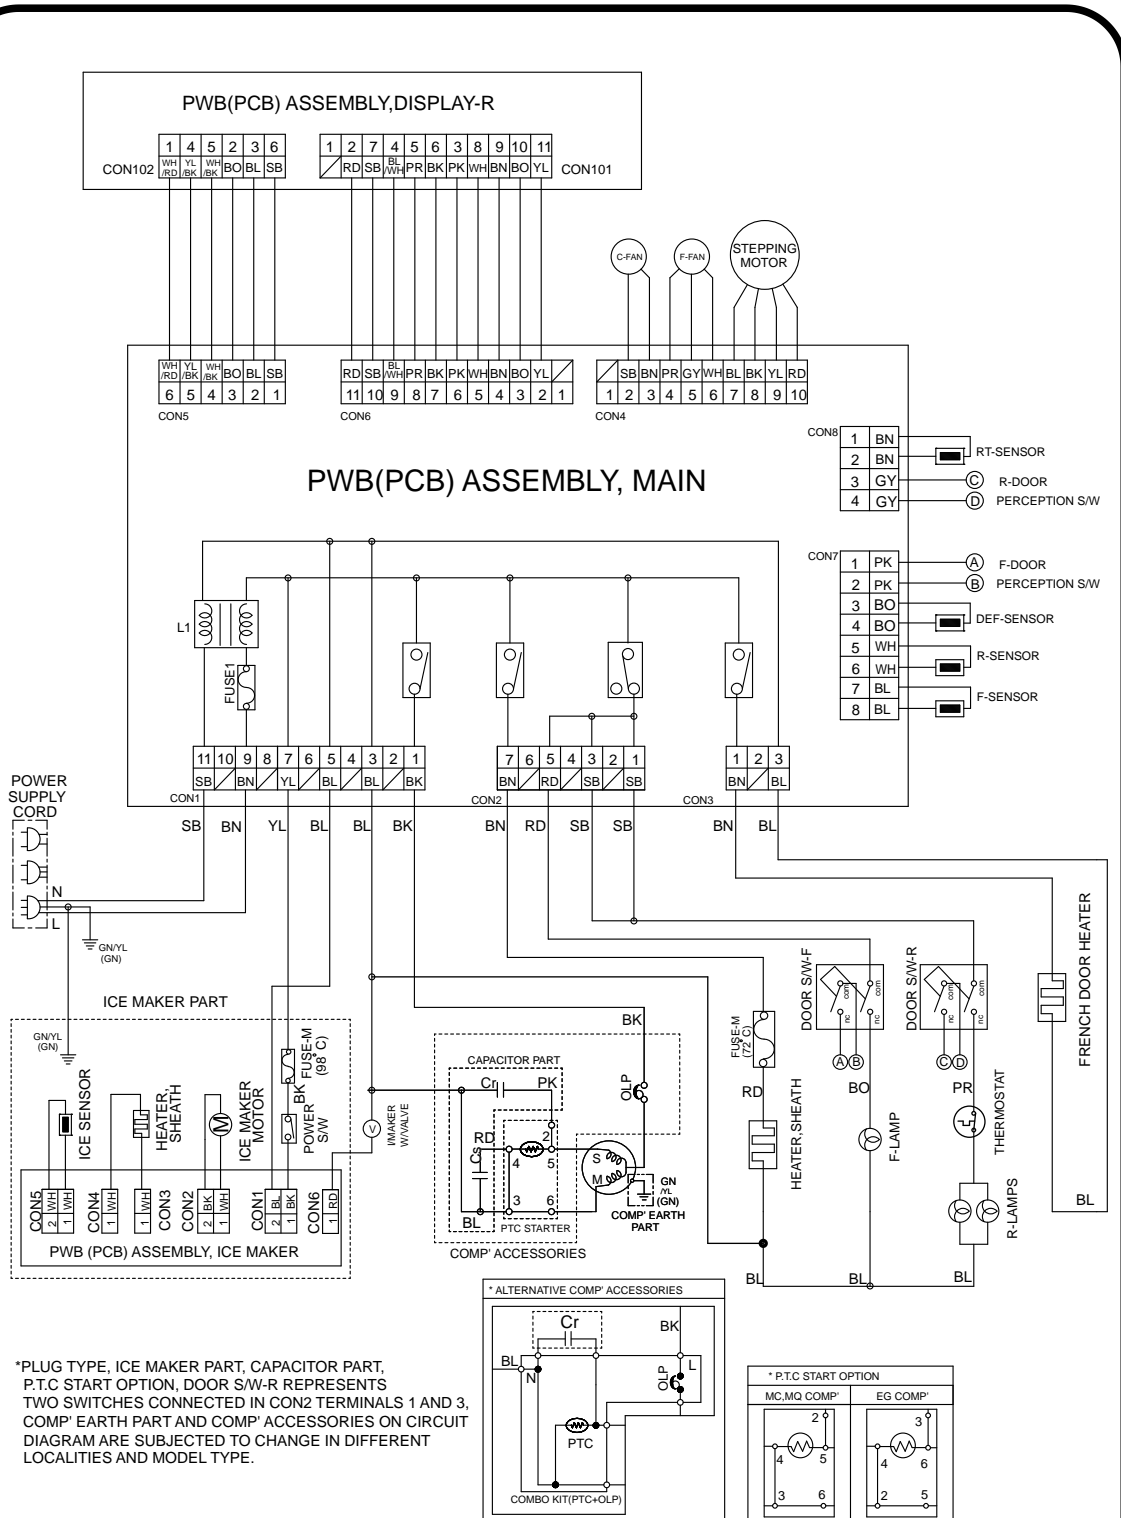 PWB(PCB) ASSEMBLY,DISPLAY-R
1 4 5 2 3 6
CON102 WH/RD YL/BK WH/BK BO BL SB
1 2 7 4 5 6 3 8 9 10 11
RD SB BL/WH PR BK PK WH BN BO YL CON101
C-FAN
F-FAN
STEPPING
MOTOR
WH/RD YL/BK WH/BK BO BL SB
6 5 4 3 2 1
CON5
RD SB BL/WH PR BK PK WH BN BO YL
11 10 9 8 7 6 5 4 3 2 1
CON6
SB BN PR GY WH BL BK YL RD
1 2 3 4 5 6 7 8 9 10
CON4
PWB(PCB) ASSEMBLY, MAIN
CON8
1 BN
2 BN
3 GY
4 GY
RT-SENSOR
C R-DOOR
D PERCEPTION S/W
CON7
1 PK
2 PK
3 BO
4 BO
5 WH
6 WH
7 BL
8 BL
A F-DOOR
B PERCEPTION S/W
DEF-SENSOR
R-SENSOR
F-SENSOR
L1
FUSE1
11 10 9 8 7 6 5 4 3 2 1
SB BN YL BL BL BK
CON1
7 6 5 4 3 2 1
BN RD SB SB
CON2
1 2 3
BN BL
CON3
SB BN YL BL BL BK
BN RD SB SB
BN BL
POWER
SUPPLY
CORD
N
L
GN/YL
(GN)
ICE MAKER PART
GN/YL
(GN)
ICE SENSOR
HEATER,
SHEATH
M
ICE MAKER
MOTOR
FUSE-M
(98°C)
BK
POWER
S/W
V
I/MAKER
W/VALVE
CON5
2 WH
1 WH
CON4
1 WH
1 WH
CON3
CON2
2 BK
1 WH
CON1
2 BL
1 BK
CON6
1 RD
PWB (PCB) ASSEMBLY, ICE MAKER
BK
CAPACITOR PART
Cr
PK
OLP
RD
Cs
2
4
5
3
6
BL
PTC STARTER
S
M
GN
/YL
(GN)
COMP' EARTH
PART
COMP' ACCESSORIES
FUSE-M
(72°C)
RD
HEATER,SHEATH
DOOR S/W-F
com
com
nc
nc
A B
BO
F-LAMP
DOOR S/W-R
com
com
nc
nc
C D
PR
THERMOSTAT
R-LAMPS
FRENCH DOOR HEATER
BL
BL
BL
BL
* ALTERNATIVE COMP' ACCESSORIES
Cr
BK
BL
N
L
OLP
PTC
COMBO KIT(PTC+OLP)
* P.T.C START OPTION
MC,MQ COMP'
EG COMP'
2
4
5
3
6
3
4
6
2
5
*PLUG TYPE, ICE MAKER PART, CAPACITOR PART,
P.T.C START OPTION, DOOR S/W-R REPRESENTS
TWO SWITCHES CONNECTED IN CON2 TERMINALS 1 AND 3,
COMP' EARTH PART AND COMP' ACCESSORIES ON CIRCUIT
DIAGRAM ARE SUBJECTED TO CHANGE IN DIFFERENT
LOCALITIES AND MODEL TYPE.